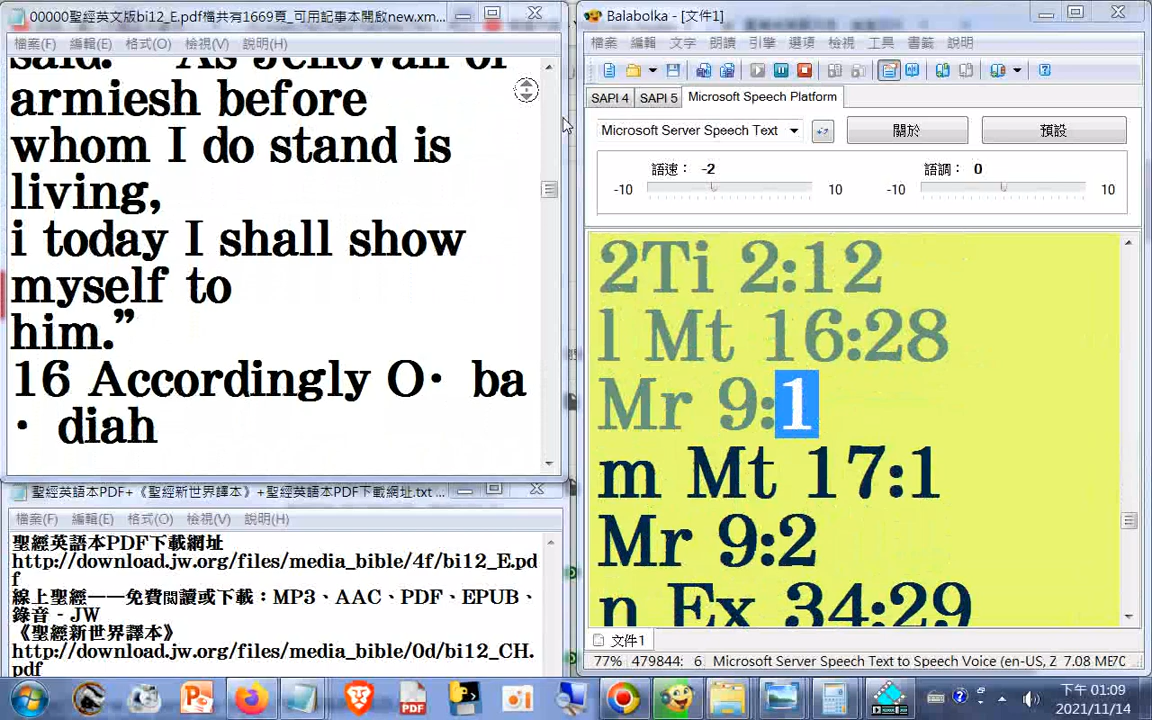 00000聖經英文版bi12_E.pdf檔共有1669頁_可用記事本開啟new.xm...
檔案(F) 編輯(E) 格式(O) 檢視(V) 說明(H)
said: "As Jehovah of
armiesh before
whom I do stand is
living,
i today I shall show
myself to
him.”
16 Accordingly O· ba
· diah
聖經英語本PDF+《聖經新世界譯本》+聖經英語本PDF下載網址.txt ...
檔案(F) 編輯(E) 格式(O) 檢視(V) 說明(H)
聖經英語本PDF下載網址
http://download.jw.org/files/media_bible/4f/bi12_E.pd
f
線上聖經──免費閱讀或下載：MP3、AAC、PDF、EPUB、
錄音 - JW
《聖經新世界譯本》
http://download.jw.org/files/media_bible/0d/bi12_CH.
pdf
Balabolka - [文件1]
檔案 編輯 文字 朗讀 引擎 選項 檢視 工具 書籤 說明
SAPI 4 SAPI 5 Microsoft Speech Platform
Microsoft Server Speech Text 關於 預設
語速： -2 語調： 0
-10 10 -10 10
2Ti 2:12
l Mt 16:28
Mr 9:1
m Mt 17:1
Mr 9:2
n Ex 34:29
文件1
77% 479844: 6 Microsoft Server Speech Text to Speech Voice (en-US, Z 7.08 ME70
下午 01:09
2021/11/14